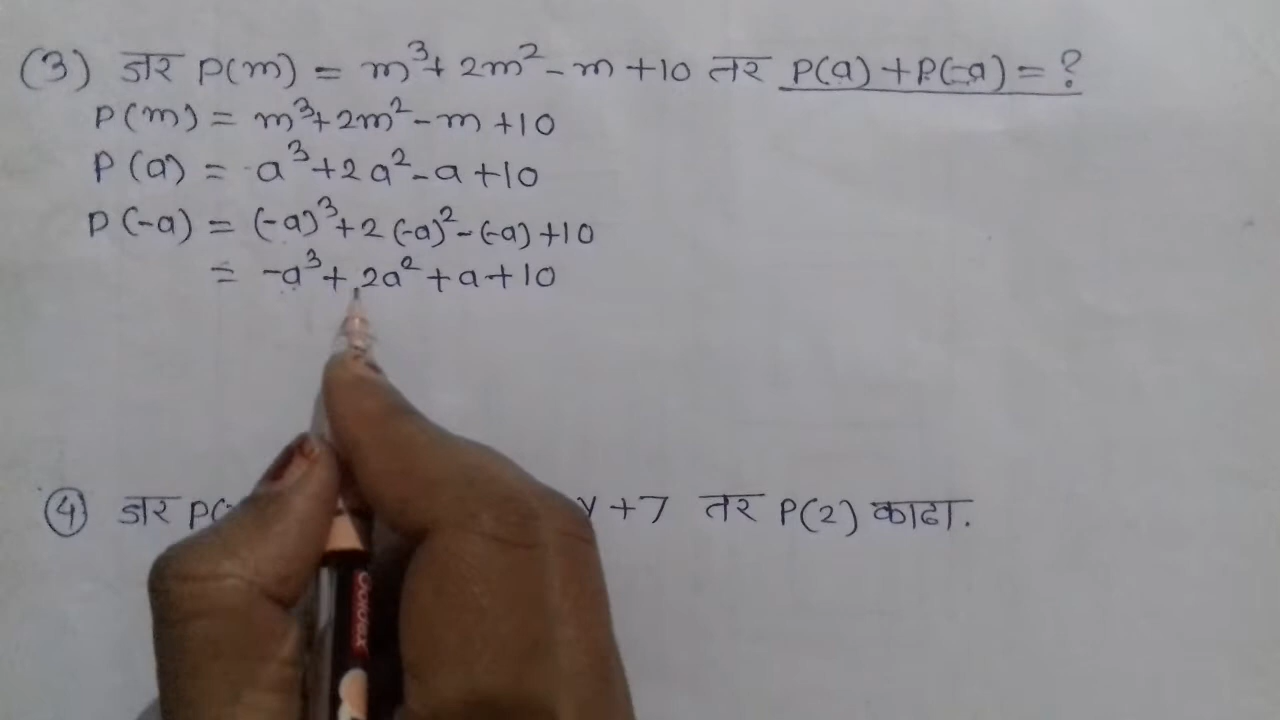 (3) जर P(m) = m³+ 2m² - m + 10 तर P(a) + P(-a) = ?
P(m) = m³+2m² - m +10
P(a) = a³+2a² - a +10
P(-a) = (-a)³+2(-a)² - (-a) +10
= -a³+ 2a² + a + 10
④ जर P( y + 7 तर P(2) काढा.
Colorex